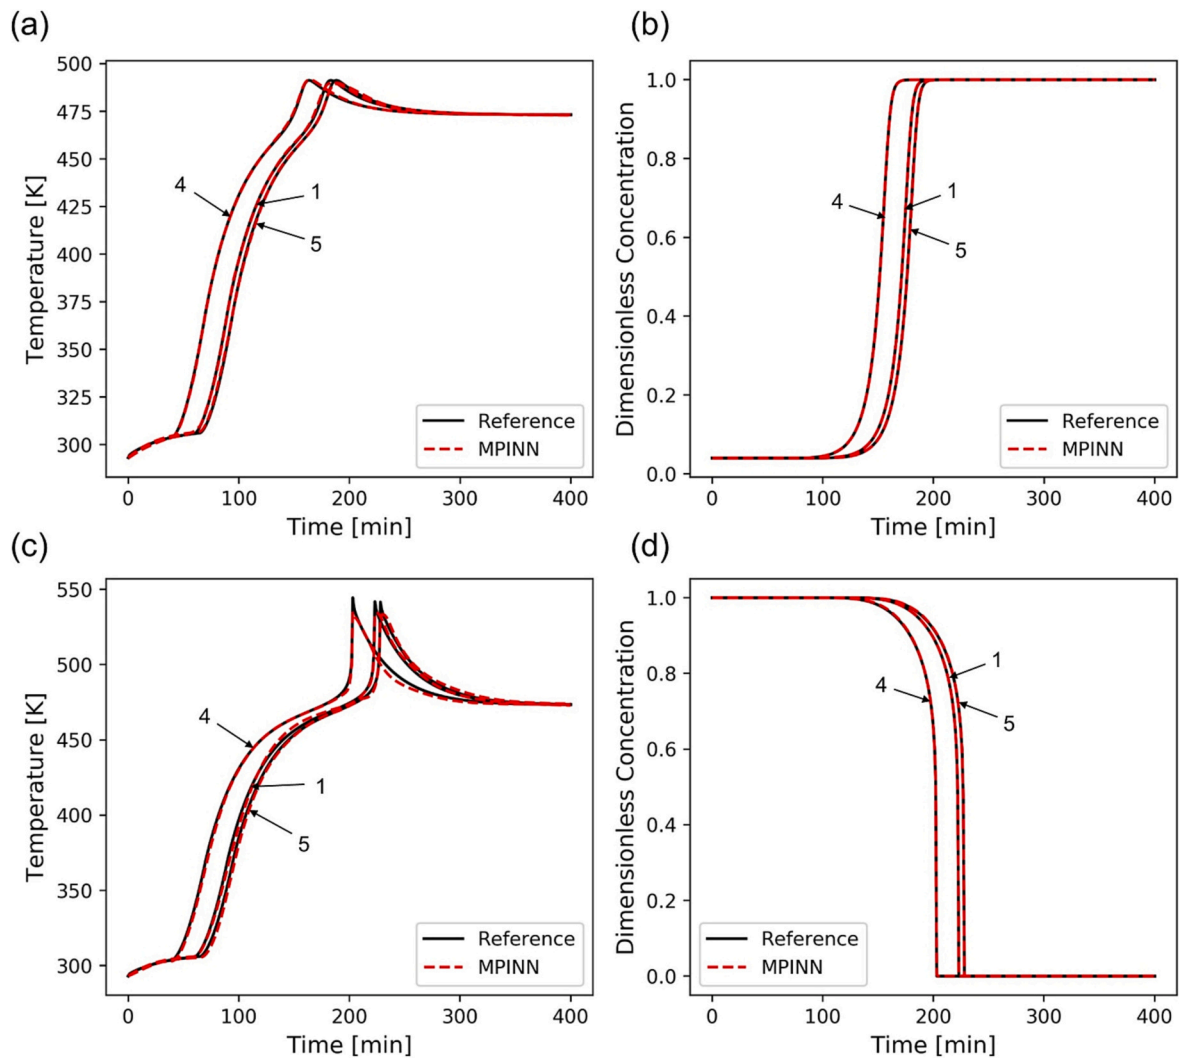 (a)
500
475
450
425
400
375
350
325
300
Temperature [K]
4
1
5
Reference
MPINN
0 100 200 300 400
Time [min]
(b)
1.0
0.8
0.6
0.4
0.2
0.0
Dimensionless Concentration
4
1
5
Reference
MPINN
0 100 200 300 400
Time [min]
(c)
550
500
450
400
350
300
Temperature [K]
4
1
5
Reference
MPINN
0 100 200 300 400
Time [min]
(d)
1.0
0.8
0.6
0.4
0.2
0.0
Dimensionless Concentration
1
4
5
Reference
MPINN
0 100 200 300 400
Time [min]